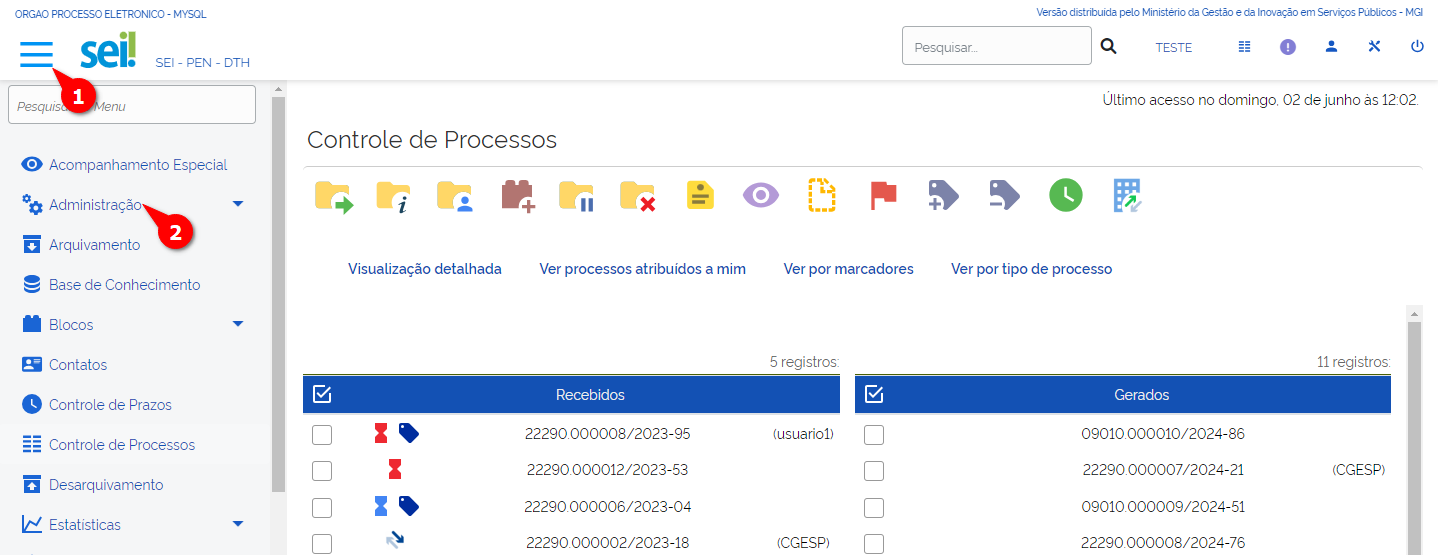 ORGAO PROCESSO ELETRONICO - MYSQL
Versão distribuída pelo Ministério da Gestão e da Inovação em Serviços Públicos - MGI
sei!
SEI - PEN - DTH
Pesquisar...
TESTE
1
Menu
Último acesso no domingo, 02 de junho às 12:02.
Controle de Processos
Acompanhamento Especial
Administração
2
Arquivamento
Base de Conhecimento
Blocos
Contatos
Controle de Prazos
Controle de Processos
Desarquivamento
Estatísticas
Visualização detalhada
Ver processos atribuídos a mim
Ver por marcadores
Ver por tipo de processo
5 registros:
Recebidos
22290.000008/2023-95 (usuario1)
22290.000012/2023-53
22290.000006/2023-04
22290.000002/2023-18 (CGESP)
11 registros:
Gerados
09010.000010/2024-86
22290.000007/2024-21 (CGESP)
09010.000009/2024-51
22290.000008/2024-76